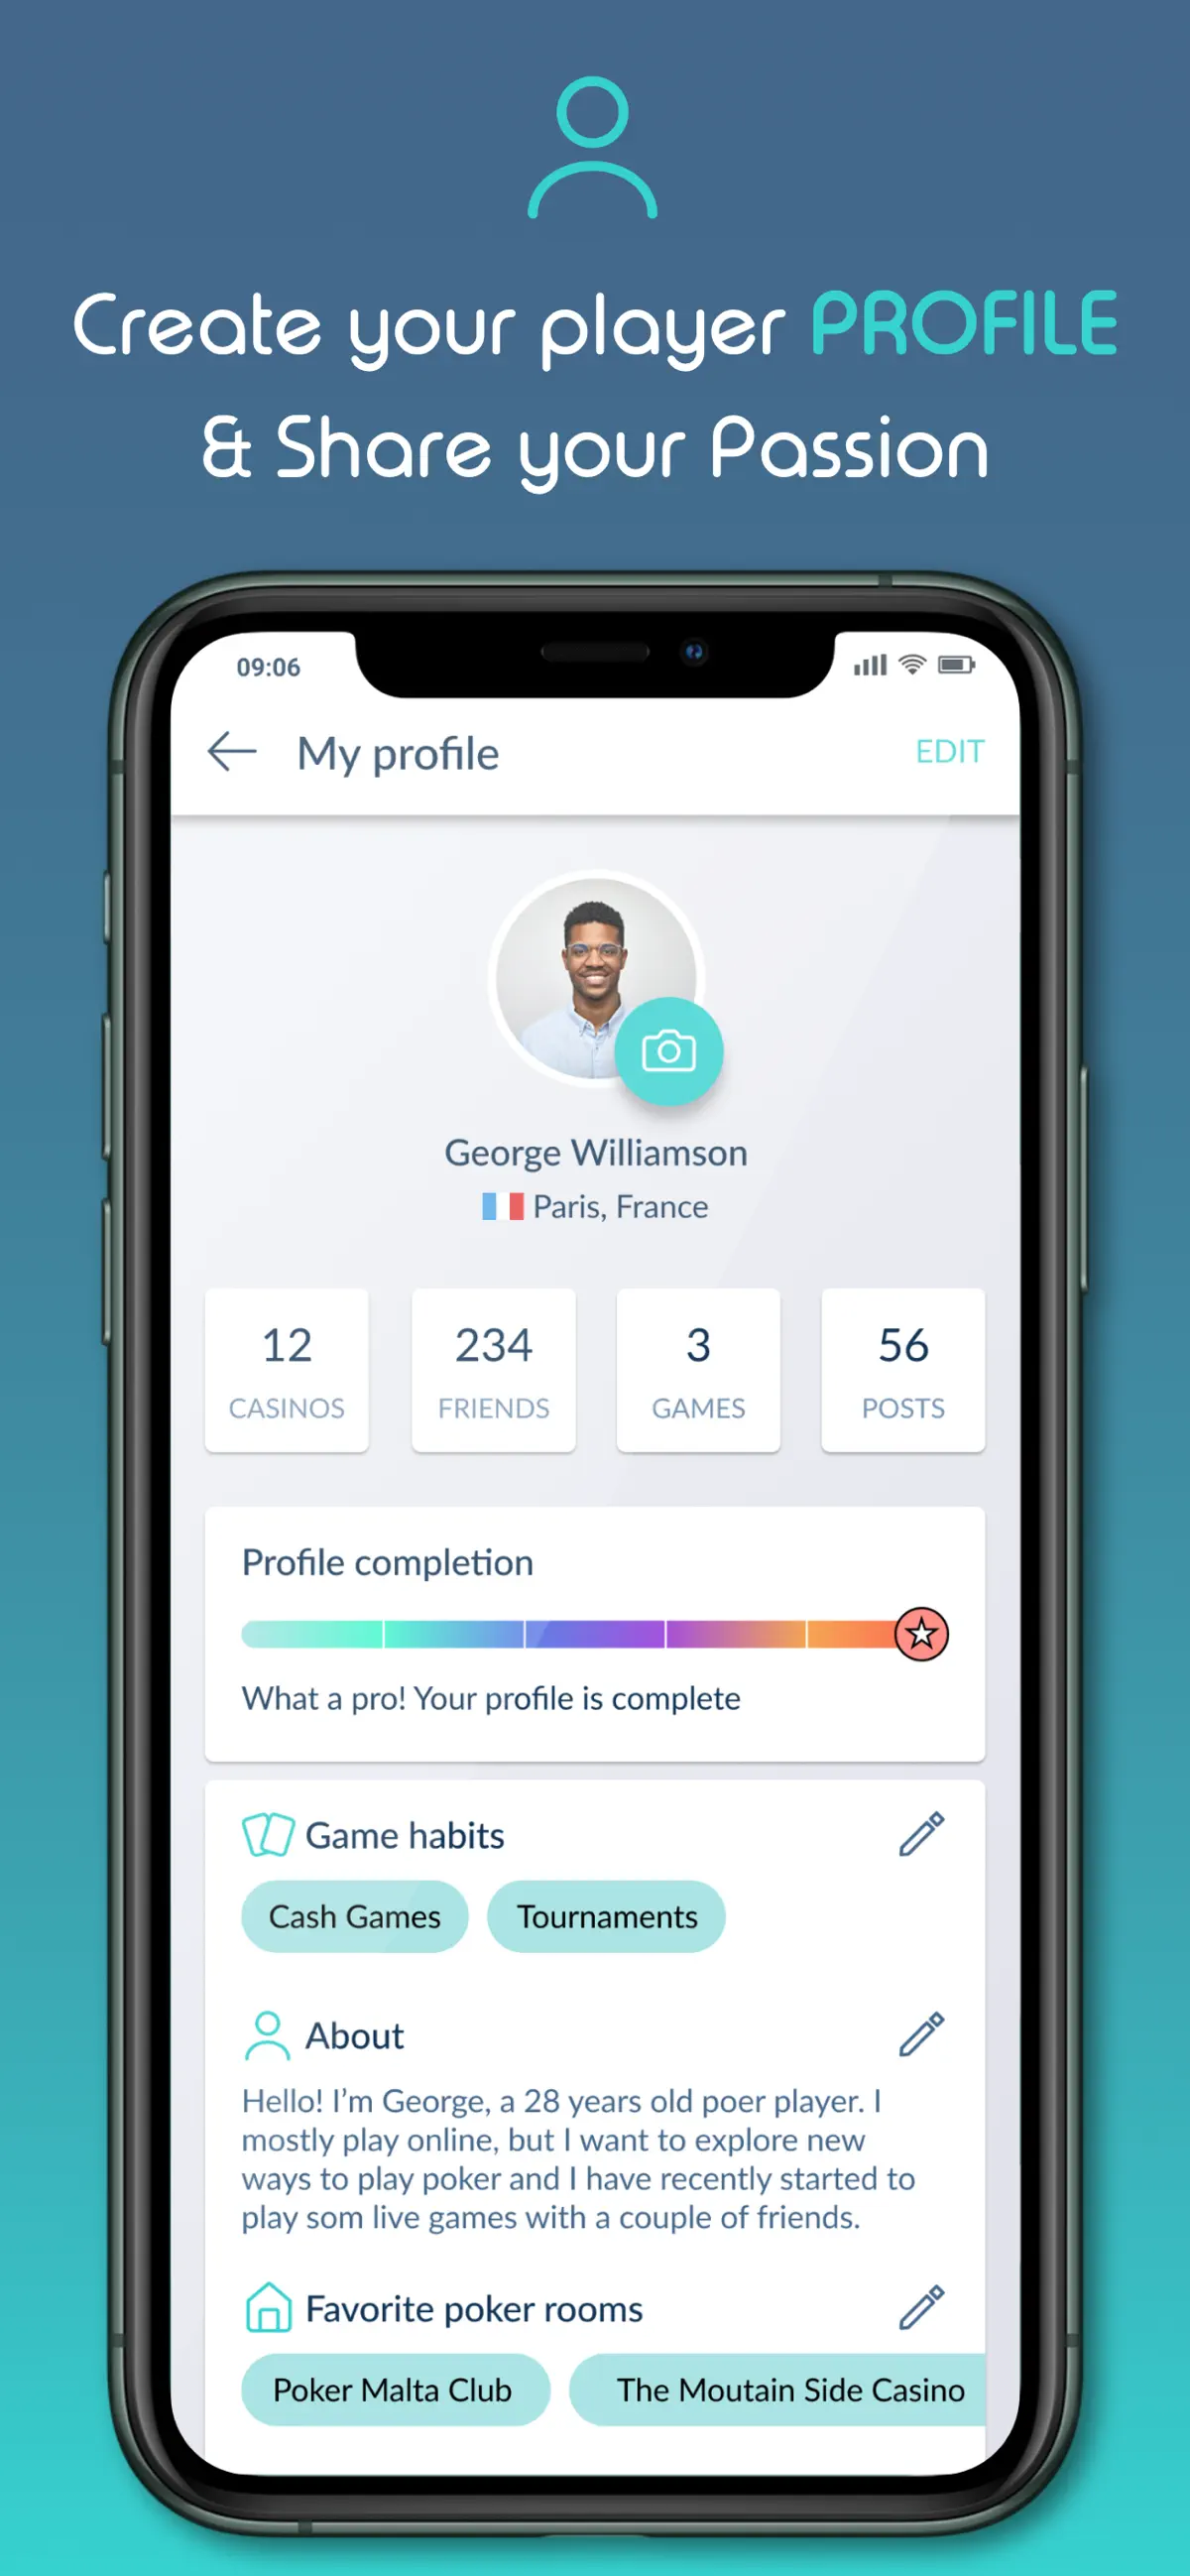 Create your player PROFILE
& Share your Passion
09:06
My profile
EDIT
George Williamson
Paris, France
12
CASINOS
234
FRIENDS
3
GAMES
56
POSTS
Profile completion
What a pro! Your profile is complete
Game habits
Cash Games
Tournaments
About
Hello! I'm George, a 28 years old poer player. I
mostly play online, but I want to explore new
ways to play poker and I have recently started to
play som live games with a couple of friends.
Favorite poker rooms
Poker Malta Club
The Moutain Side Casino